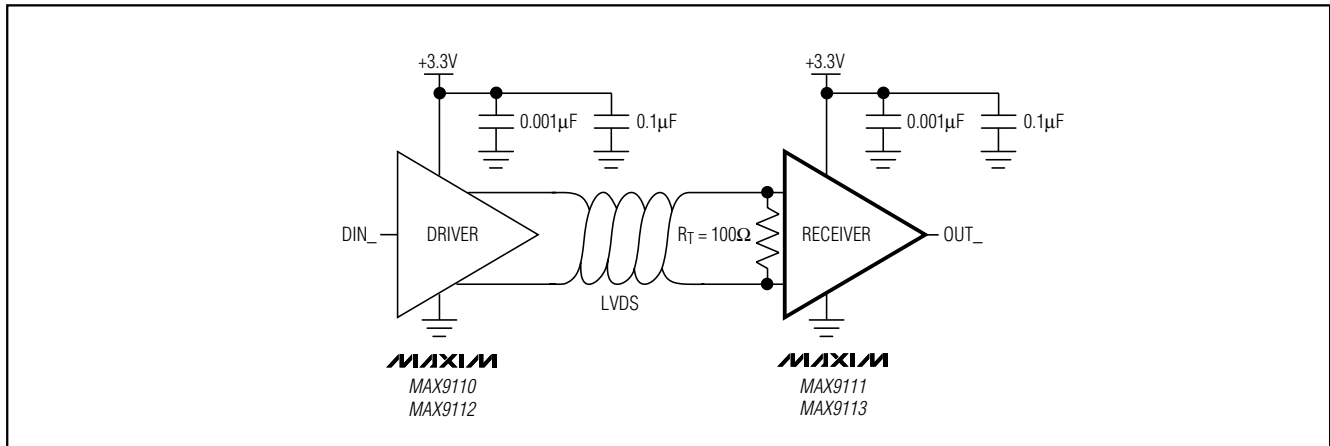 +3.3V
0.001μF
0.1μF
DIN_
DRIVER
LVDS
MAXIM
MAX9110
MAX9112
+3.3V
0.001μF
0.1μF
RT = 100Ω
RECEIVER
OUT_
MAXIM
MAX9111
MAX9113